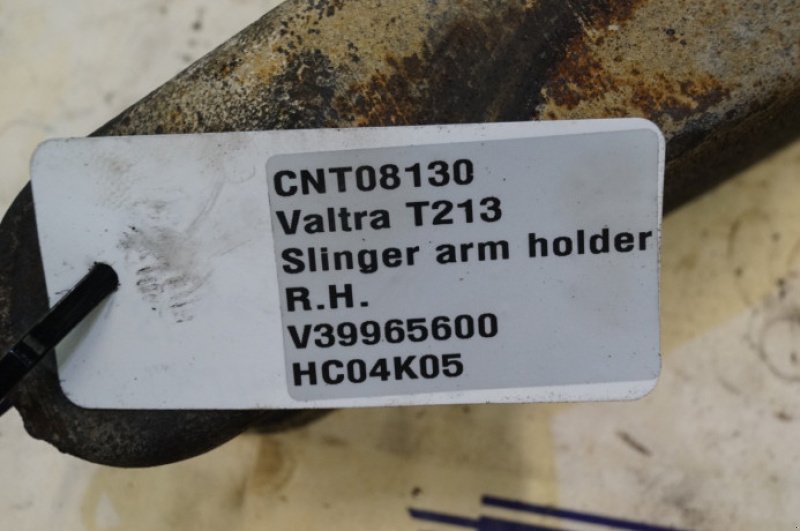 CNT08130
Valtra T213
Slinger arm holder
R.H.
V39965600
HC04K05